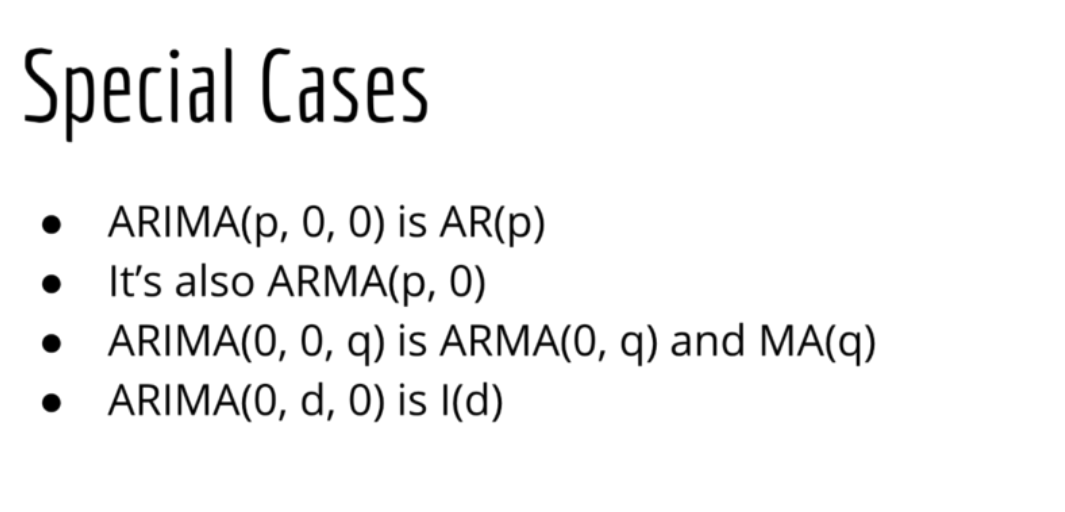 Special Cases
● ARIMA(p, 0, 0) is AR(p)
● It’s also ARMA(p, 0)
● ARIMA(0, 0, q) is ARMA(0, q) and MA(q)
● ARIMA(0, d, 0) is I(d)